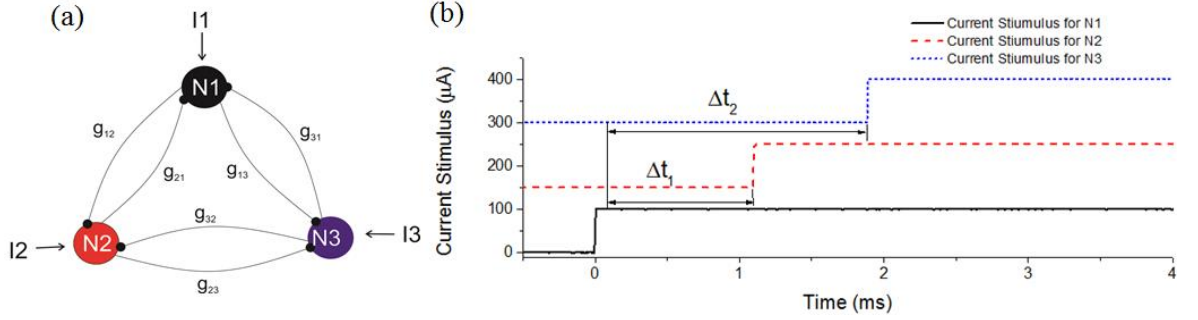 (a)
I1
N1
g12
g21
g13
g31
I2
N2
g32
g23
N3
I3
(b)
Current Stiumulus for N1
Current Stiumulus for N2
Current Stiumulus for N3
Current Stimulus (µA)
400
300
200
100
0
Δt2
Δt1
0
1
2
3
4
Time (ms)